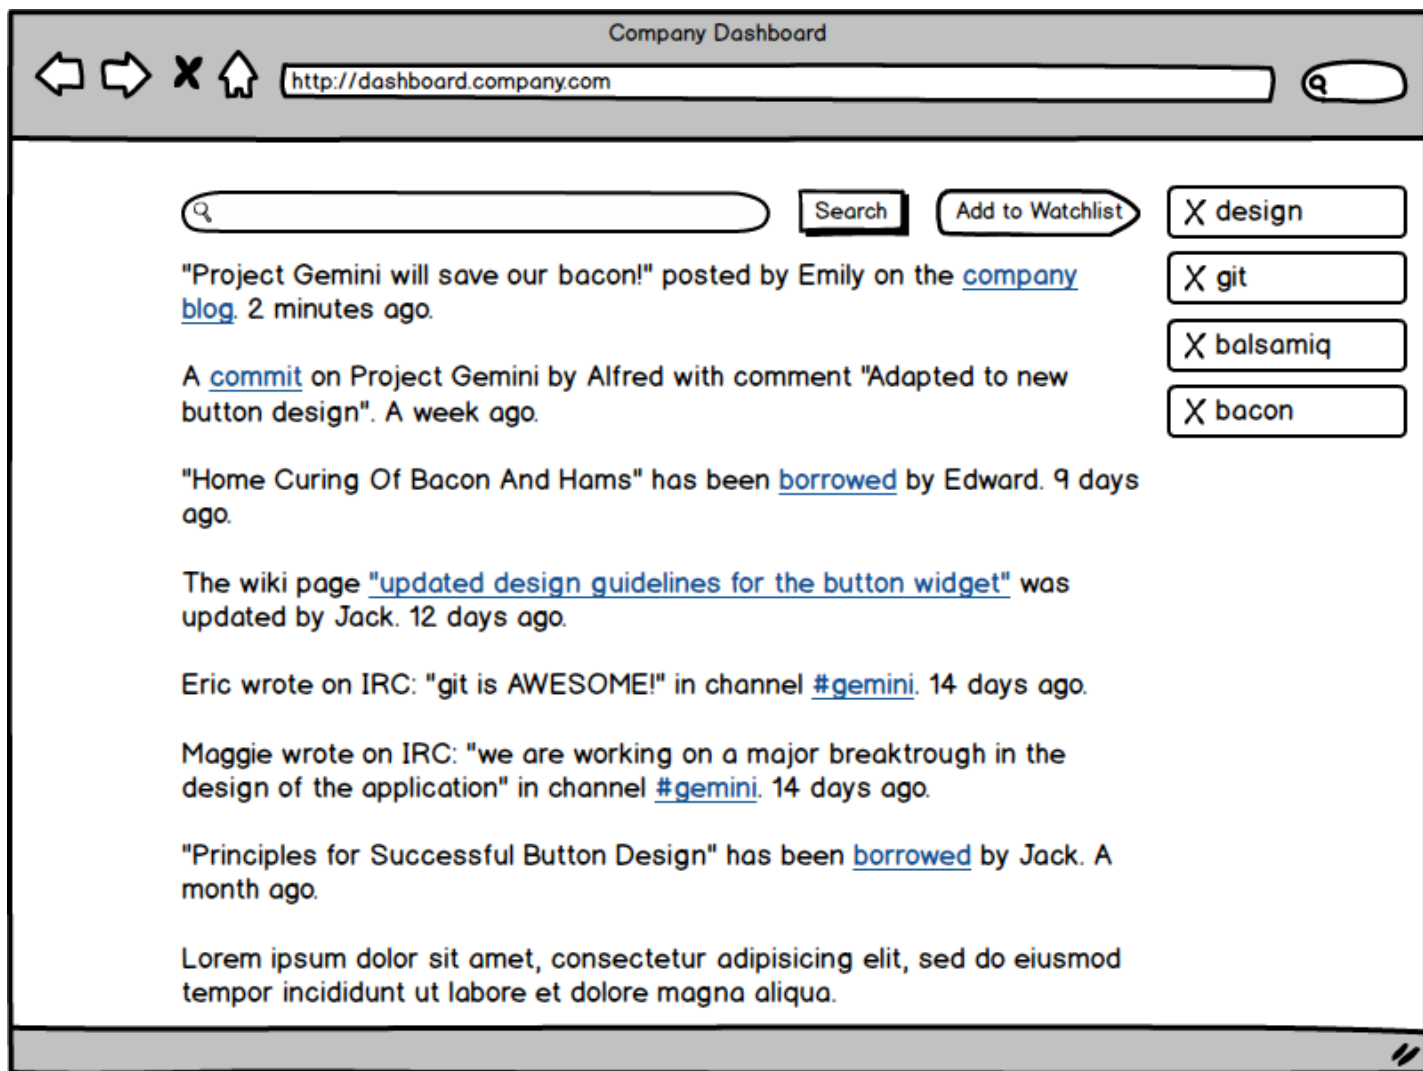 Company Dashboard
http://dashboard.company.com
Search
Add to Watchlist
design
git
balsamiq
bacon
"Project Gemini will save our bacon!" posted by Emily on the company
blog. 2 minutes ago.
A commit on Project Gemini by Alfred with comment "Adapted to new
button design". A week ago.
"Home Curing Of Bacon And Hams" has been borrowed by Edward. 9 days
ago.
The wiki page "updated design guidelines for the button widget" was
updated by Jack. 12 days ago.
Eric wrote on IRC: "git is AWESOME!" in channel #gemini. 14 days ago.
Maggie wrote on IRC: "we are working on a major breaktrough in the
design of the application" in channel #gemini. 14 days ago.
"Principles for Successful Button Design" has been borrowed by Jack. A
month ago.
Lorem ipsum dolor sit amet, consectetur adipisicing elit, sed do eiusmod
tempor incididunt ut labore et dolore magna aliqua.